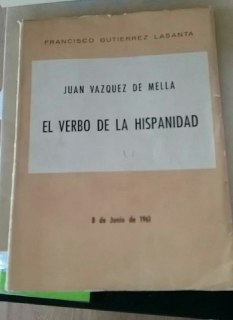 FRANCISCO GUTIERREZ LASANTA
JUAN VAZQUEZ DE MELLA
EL VERBO DE LA HISPANIDAD
8 de Junio de 1961